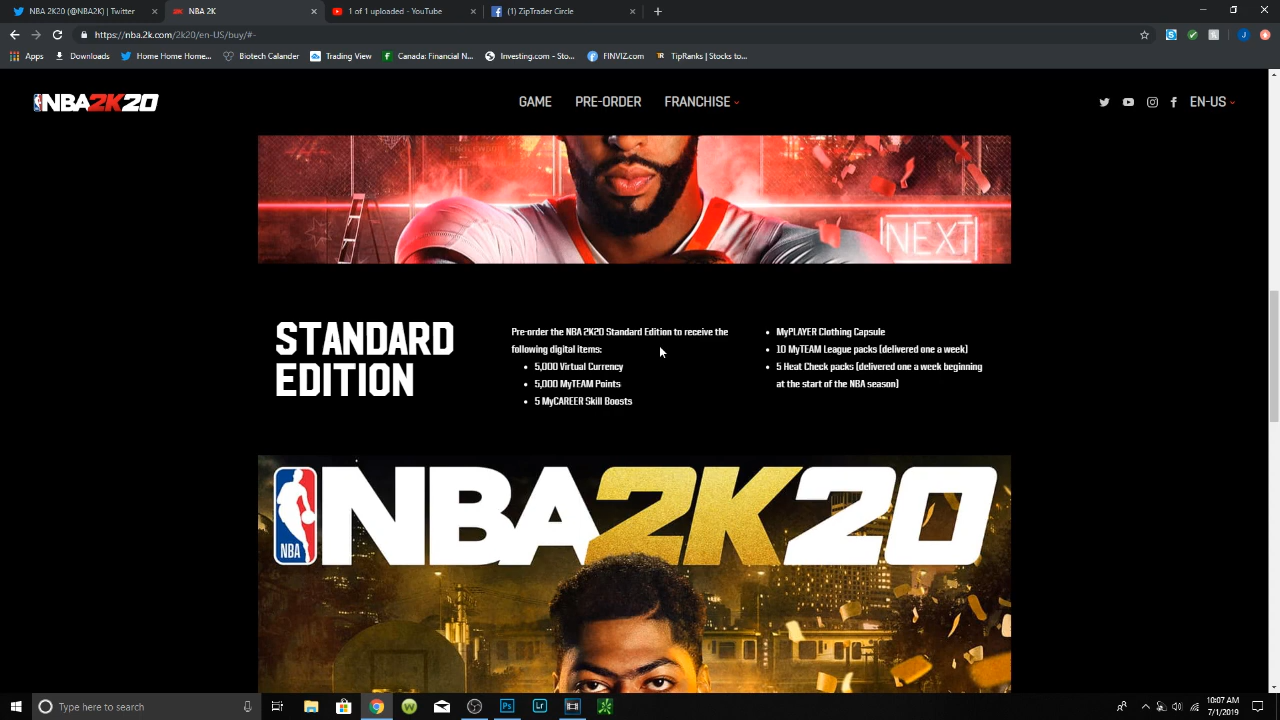 NBA 2K20 (@NBA2K) | Twitter
NBA 2K
1 of 1 uploaded - YouTube
(1) ZipTrader Circle
https://nba.2k.com/2k20/en-US/buy/#-
Apps
Downloads
Home Home Home...
Biotech Calander
Trading View
Canada: Financial N...
Investing.com - Sto...
FINVIZ.com
TipRanks | Stocks to...
NBA2K20
GAME
PRE-ORDER
FRANCHISE
EN-US
NEXT
STANDARD
EDITION
Pre-order the NBA 2K20 Standard Edition to receive the
following digital items:
5,000 Virtual Currency
5,000 MyTEAM Points
5 MyCAREER Skill Boosts
MyPLAYER Clothing Capsule
10 MyTEAM League packs (delivered one a week)
5 Heat Check packs (delivered one a week beginning
at the start of the NBA season)
NBA2K20
NBA
Type here to search
10:07 AM
7/1/2019